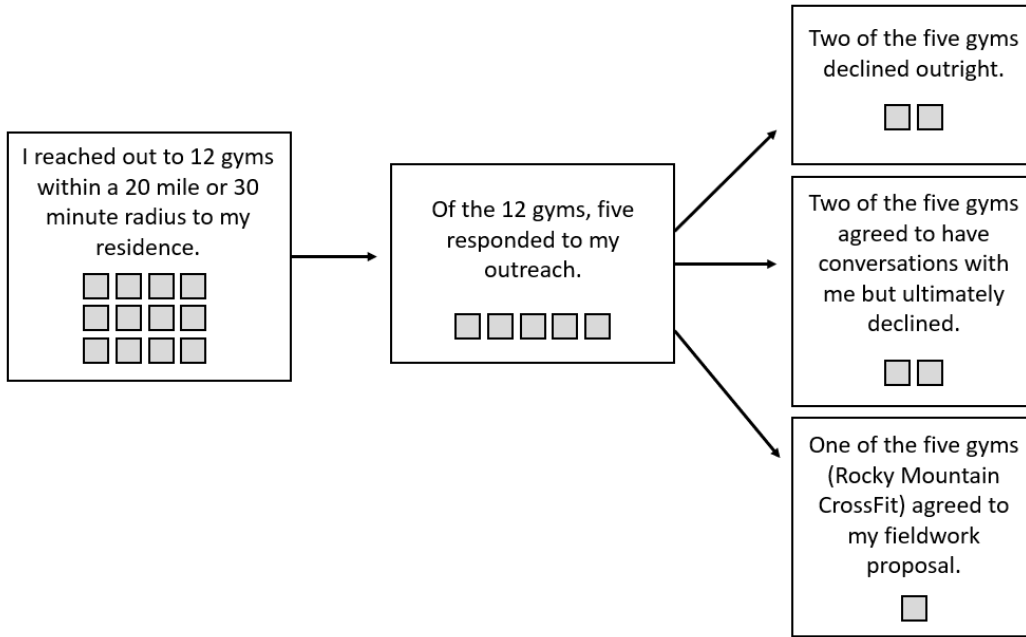 I reached out to 12 gyms
within a 20 mile or 30
minute radius to my
residence.
Of the 12 gyms, five
responded to my
outreach.
Two of the five gyms
declined outright.
Two of the five gyms
agreed to have
conversations with
me but ultimately
declined.
One of the five gyms
(Rocky Mountain
CrossFit) agreed to
my fieldwork
proposal.